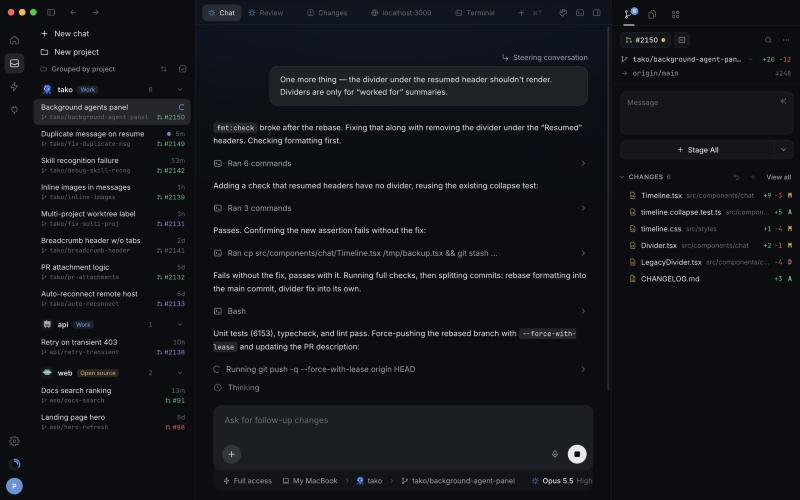 Chat
Review
Changes
localhost:3000
Terminal
⌘T
6
New chat
New project
Grouped by project
tako Work 8
Background agents panel
tako/background-agent-panel #2150
Duplicate message on resume 5m
tako/fix-duplicate-msg #2149
Skill recognition failure 53m
tako/debug-skill-recog #2142
Inline images in messages 1h
tako/inline-images #2139
Multi-project worktree label 3h
tako/fix-multi-proj #2131
Breadcrumb header w/o tabs 2d
tako/breadcrumb-header #2141
PR attachment logic 5d
tako/pr-attachments #2132
Auto-reconnect remote host 6d
tako/auto-reconnect #2133
api Work 1
Retry on transient 403 10h
api/retry-transient #2138
web Open source 2
Docs search ranking 13m
web/docs-search #91
Landing page hero 8d
web/hero-refresh #88
P
Steering conversation
One more thing — the divider under the resumed header shouldn't render.
Dividers are only for “worked for” summaries.
fmt:check broke after the rebase. Fixing that along with removing the divider under the “Resumed”
headers. Checking formatting first.
Ran 6 commands
Adding a check that resumed headers have no divider, reusing the existing collapse test:
Ran 3 commands
Passes. Confirming the new assertion fails without the fix:
Ran cp src/components/chat/Timeline.tsx /tmp/backup.tsx && git stash ...
Fails without the fix, passes with it. Running full checks, then splitting commits: rebase formatting into
the main commit, divider fix into its own.
Bash
Unit tests (6153), typecheck, and lint pass. Force-pushing the rebased branch with --force-with-
lease and updating the PR description:
Running git push -q --force-with-lease origin HEAD
Thinking
Ask for follow-up changes
Full access
My MacBook
tako
tako/background-agent-panel
Opus 5.5 High
#2150
tako/background-agent-pan… +20 -12
origin/main #248
Message
Stage All
CHANGES 6 View all
Timeline.tsx src/components/chat +9 -3 M
timeline.collapse.test.ts src/compon… +5 A
timeline.css src/styles +1 -4 M
Divider.tsx src/components/chat +2 -1 M
LegacyDivider.tsx src/components/c… -4 D
CHANGELOG.md +3 A